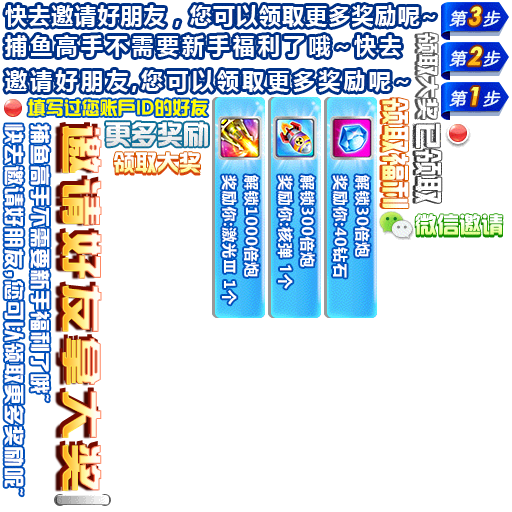 快去邀请好朋友，您可以领取更多奖励呢~
捕鱼高手不需要新手福利了哦~快去
邀请好朋友,您可以领取更多奖励呢~
第3步
第2步
第1步
填写过您账户ID的好友
更多奖励
领取大奖
领取大奖
已领取
领取福利
微信邀请
解锁1000倍炮
奖励你:激光Ⅲ 1个
解锁300倍炮
奖励你:核弹 1个
解锁30倍炮
奖励你:40钻石
邀请好友拿大奖
捕鱼高手不需要新手福利了哦~
快去邀请好朋友,您可以领取更多奖励呢~